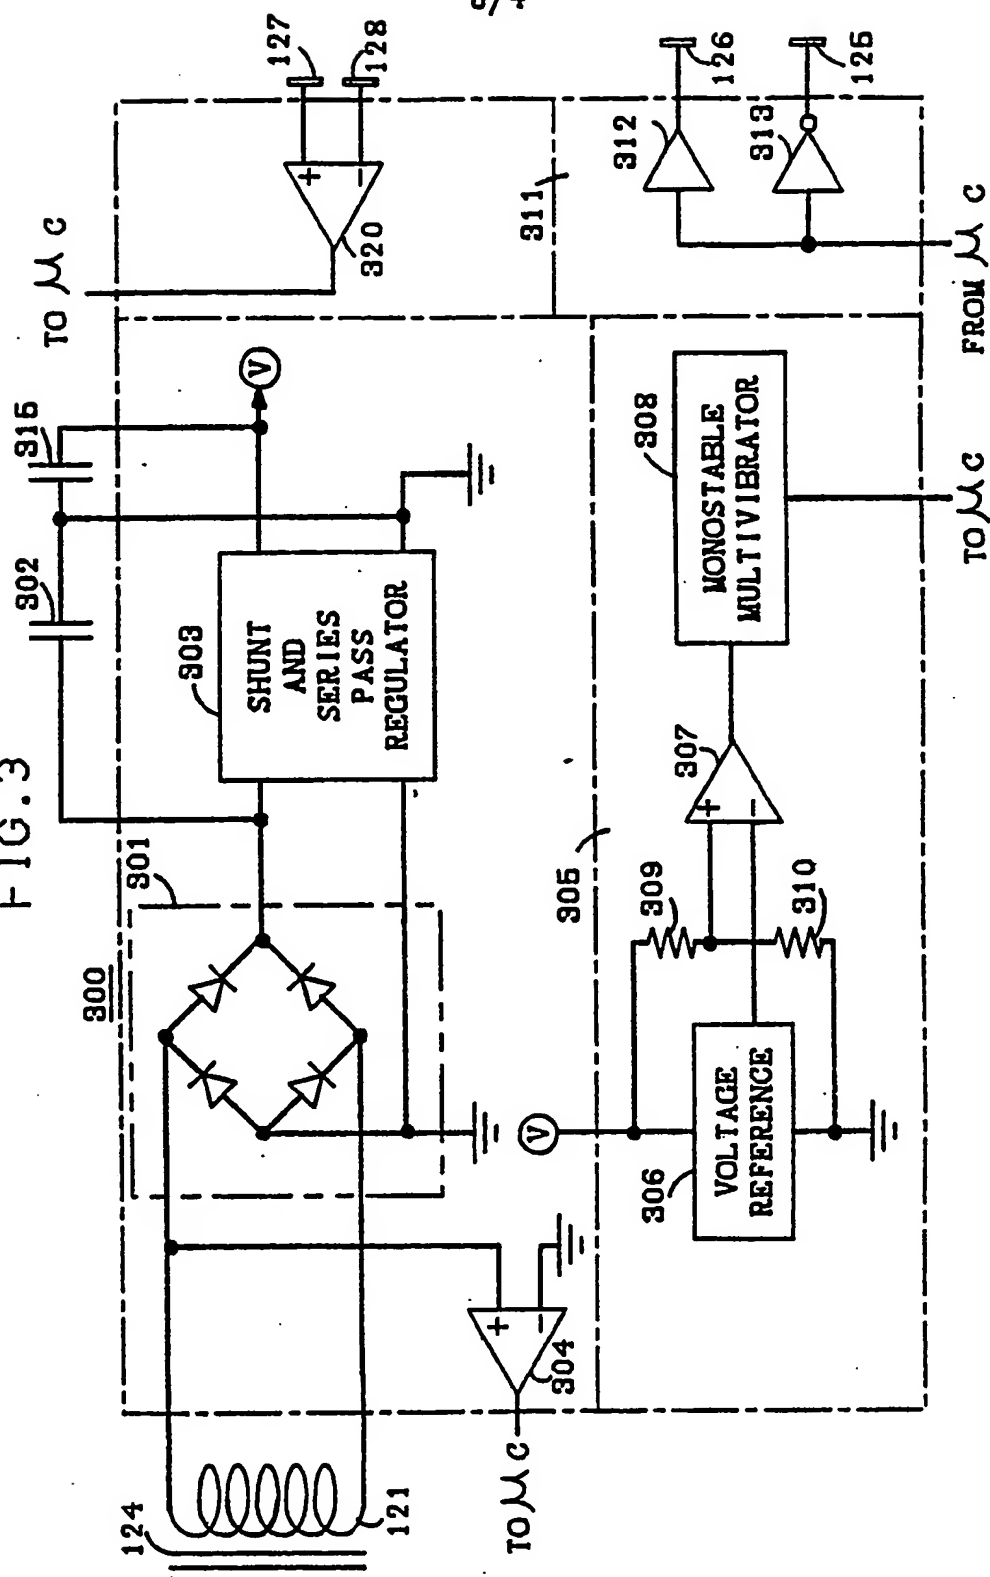 FIG.3
300
301
302
315
TO μC
127
128
124
121
303
SHUNT
AND
SERIES
PASS
REGULATOR
V
+
−
320
311
+
−
304
TO μC
V
305
306
VOLTAGE
REFERENCE
309
310
307
+
−
308
MONOSTABLE
MULTIVIBRATOR
TO μC
312
313
126
125
FROM μC